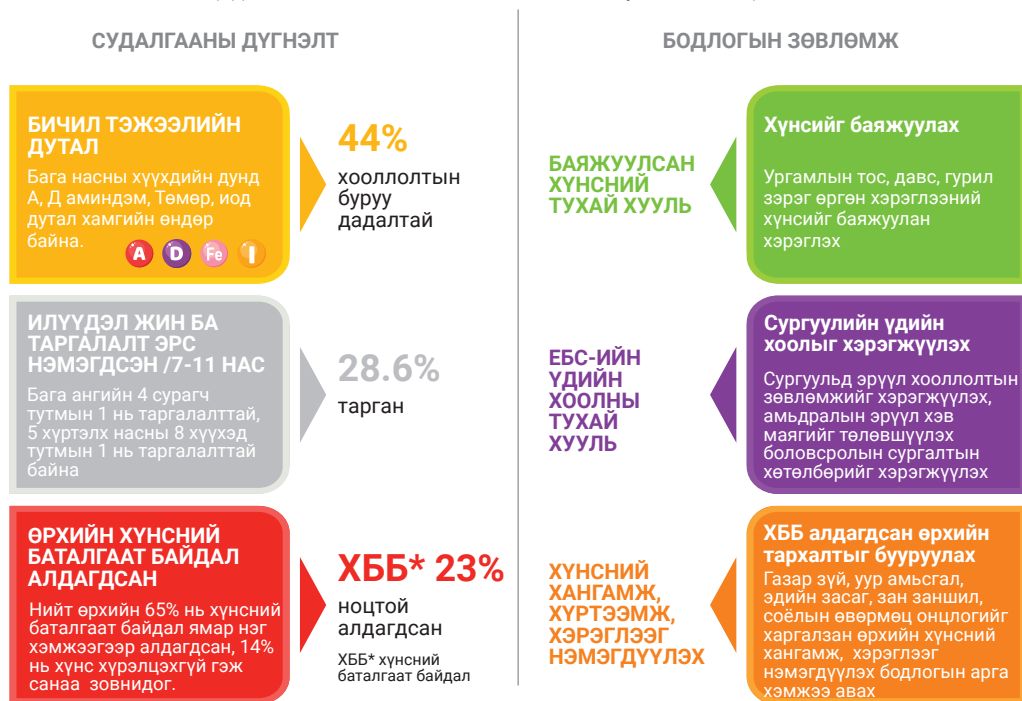 СУДАЛГААНЫ ДҮГНЭЛТ
БИЧИЛ ТЭЖЭЭЛИЙН
ДУТАЛ
Бага насны хүүхдийн дунд
А, Д аминдэм, Төмөр, иод
дутал хамгийн өндөр
байна.
A D Fe I
44%
хооллолтын
буруу
дадалтай
ИЛҮҮДЭЛ ЖИН БА
ТАРГАЛАЛТ ЭРС
НЭМЭГДСЭН /7-11 НАС
Бага ангийн 4 сурагч
тутмын 1 нь таргалалттай,
5 хүртэлх насны 8 хүүхэд
тутмын 1 нь таргалалттай
байна
28.6%
тарган
ӨРХИЙН ХҮНСНИЙ
БАТАЛГААТ БАЙДАЛ
АЛДАГДСАН
Нийт өрхийн 65% нь хүнсний
баталгаат байдал ямар нэг
хэмжээгээр алдагдсан, 14%
нь хүнс хүрэлцэхгүй гэж
санаа зовнидог.
ХББ* 23%
ноцтой
алдагдсан
ХББ* хүнсний
баталгаат байдал
БОДЛОГЫН ЗӨВЛӨМЖ
БАЯЖУУЛСАН
ХҮНСНИЙ
ТУХАЙ ХУУЛЬ
Хүнсийг баяжуулах
Ургамлын тос, давс, гурил
зэрэг өргөн хэрэглээний
хүнсийг баяжуулан
хэрэглэх
ЕБС-ИЙН
ҮДИЙН
ХООЛНЫ
ТУХАЙ
ХУУЛЬ
Сургуулийн үдийн
хоолыг хэрэгжүүлэх
Сургуульд эрүүл хооллолтын
зөвлөмжийг хэрэгжүүлэх,
амьдралын эрүүл хэв
маягийг төлөвшүүлэх
боловсролын сургалтын
хөтөлбөрийг хэрэгжүүлэх
ХҮНСНИЙ
ХАНГАМЖ,
ХҮРТЭЭМЖ,
ХЭРЭГЛЭЭГ
НЭМЭГДҮҮЛЭХ
ХББ алдагдсан өрхийн
тархалтыг бууруулах
Газар зүй, уур амьсгал,
эдийн засаг, зан заншил,
соёлын өвөрмөц онцлогийг
харгалзан өрхийн хүнсний
хангамж, хэрэглээг
нэмэгдүүлэх бодлогын арга
хэмжээ авах